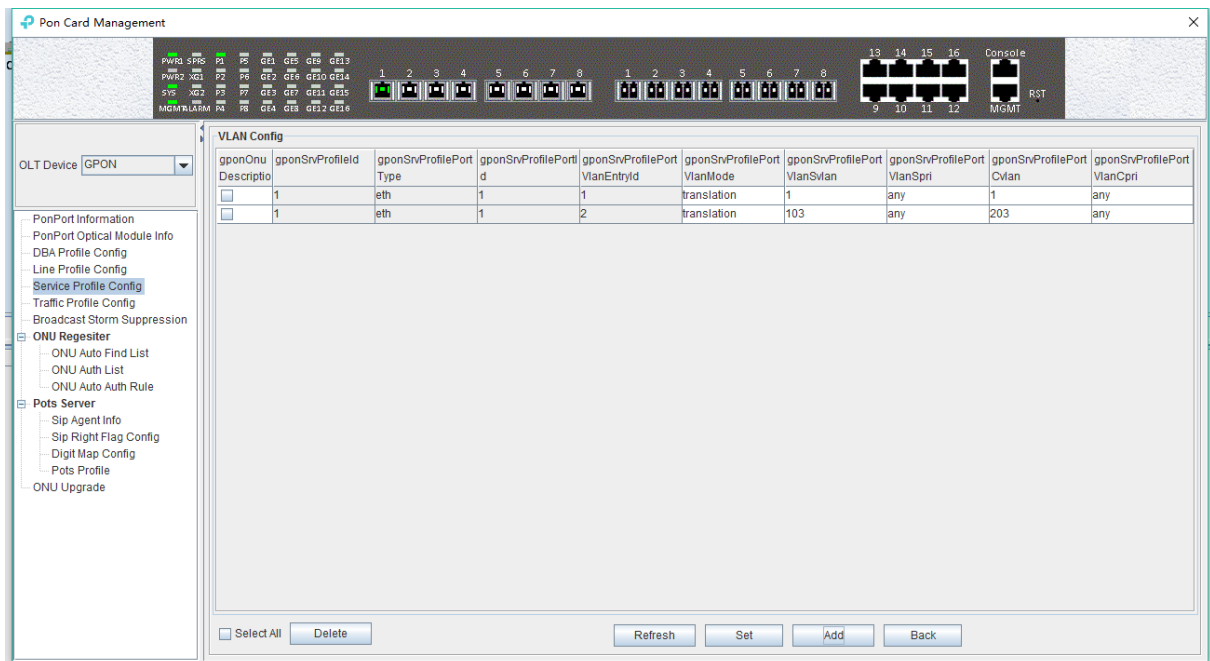 Pon Card Management
PWR1 SPRS P1 P5 GE1 GE5 GE9 GE13
PWR2 XG1 P2 P6 GE2 GE6 GE10 GE14
SYS XG2 P3 P7 GE3 GE7 GE11 GE15
P4 P8 GE4 GE8 GE12 GE16
1 2 3 4 5 6 7 8 1 2 3 4 5 6 7 8
13 14 15 16 Console
9 10 11 12 MGMT
RST
OLT Device GPON
PonPort Information
PonPort Optical Module Info
DBA Profile Config
Line Profile Config
Service Profile Config
Traffic Profile Config
Broadcast Storm Suppression
ONU Regesiter
ONU Auto Find List
ONU Auth List
ONU Auto Auth Rule
Pots Server
Sip Agent Info
Sip Right Flag Config
Digit Map Config
Pots Profile
ONU Upgrade
VLAN Config
gponOnu gponSrvProfileId gponSrvProfilePort gponSrvProfilePortI gponSrvProfilePort gponSrvProfilePort gponSrvProfilePort gponSrvProfilePort gponSrvProfilePort gponSrvProfilePort
Descriptio Type d VlanEntryId VlanMode VlanSvlan VlanSpri Cvlan VlanCpri
1 eth 1 1 translation 1 any 1 any
1 eth 1 2 translation 103 any 203 any
Select All Delete Refresh Set Add Back